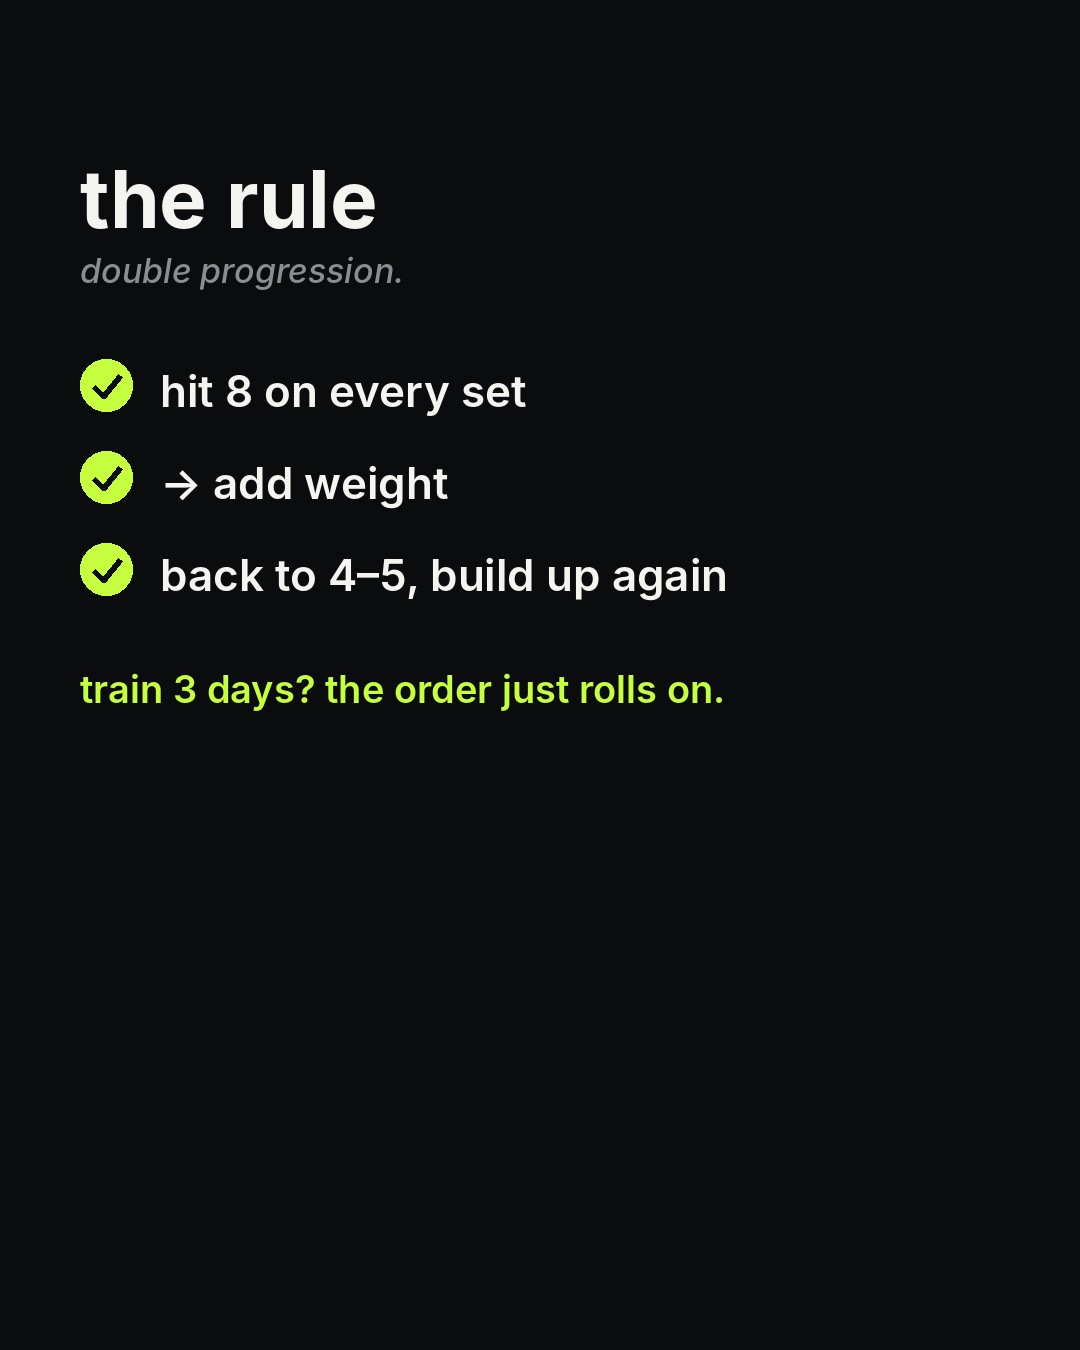 the rule
double progression.
hit 8 on every set
→ add weight
back to 4–5, build up again
train 3 days? the order just rolls on.